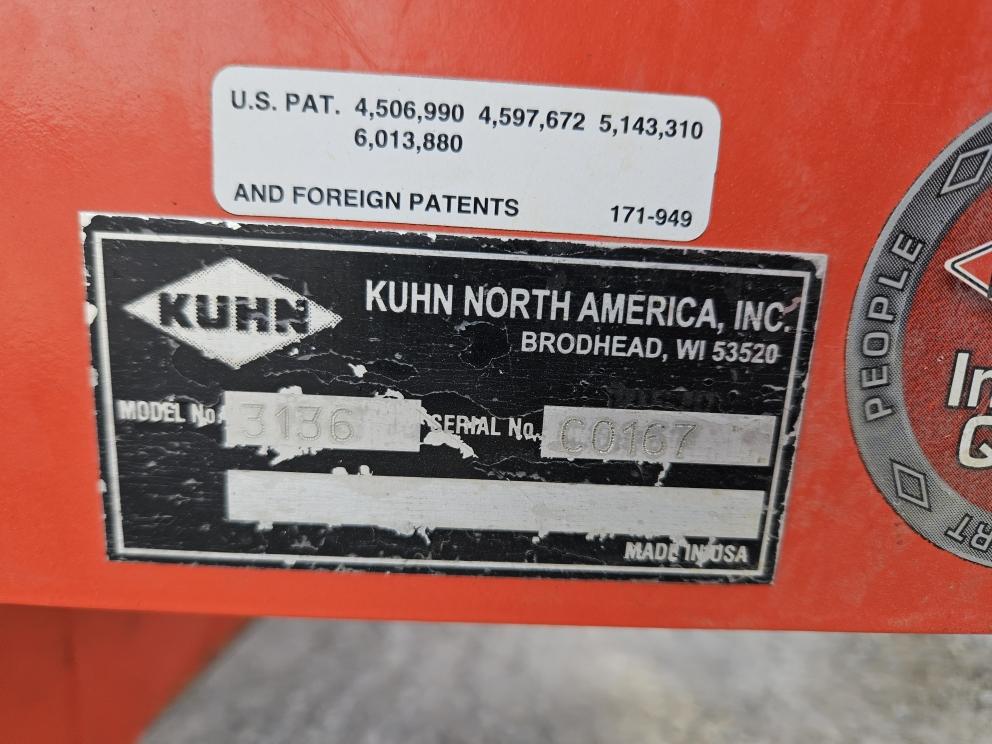 U.S. PAT. 4,506,990 4,597,672 5,143,310
6,013,880
AND FOREIGN PATENTS 171-949
KUHN
KUHN NORTH AMERICA, INC.
BRODHEAD, WI 53520
MODEL No. 3136 SERIAL No. C0167
MADE IN USA
PEOPLE